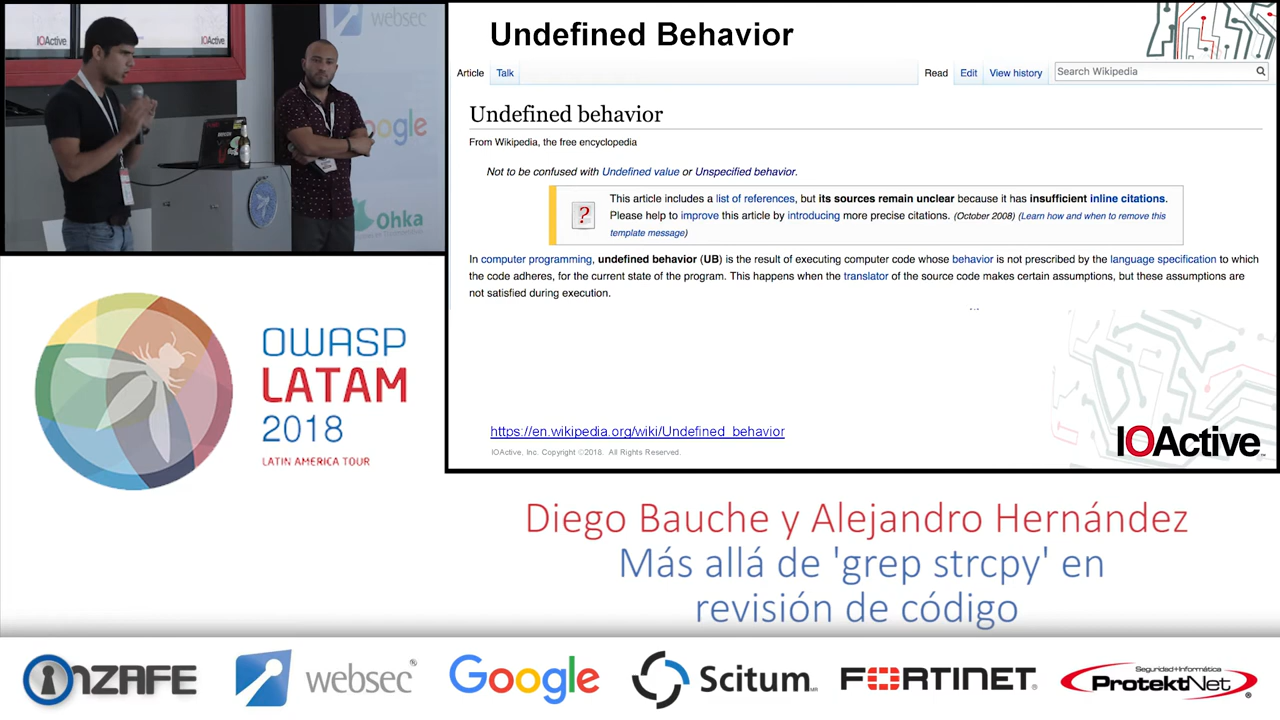 IOActive
IOActive
websec
Google
Ohka
Undefined Behavior
Article
Talk
Read
Edit
View history
Search Wikipedia
Undefined behavior
From Wikipedia, the free encyclopedia
Not to be confused with Undefined value or Unspecified behavior.
This article includes a list of references, but its sources remain unclear because it has insufficient inline citations.
Please help to improve this article by introducing more precise citations. (October 2008) (Learn how and when to remove this
template message)
In computer programming, undefined behavior (UB) is the result of executing computer code whose behavior is not prescribed by the language specification to which
the code adheres, for the current state of the program. This happens when the translator of the source code makes certain assumptions, but these assumptions are
not satisfied during execution.
https://en.wikipedia.org/wiki/Undefined_behavior
IOActive, Inc. Copyright ©2018. All Rights Reserved.
IOActive™
OWASP
LATAM
2018
LATIN AMERICA TOUR
Diego Bauche y Alejandro Hernández
Más allá de 'grep strcpy' en
revisión de código
NZAFE
websec®
Google
Scitum MR
FORTINET®
Seguridad+Informática
ProtektNet®